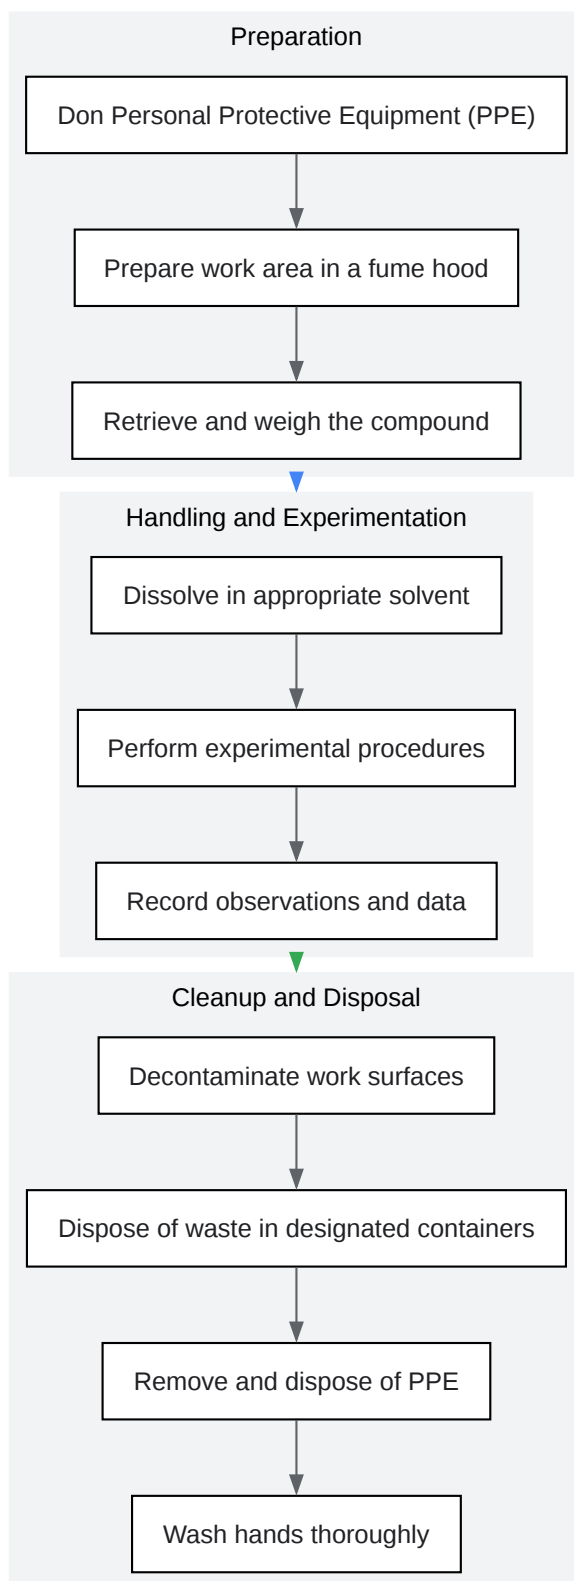 Preparation
Don Personal Protective Equipment (PPE)
Prepare work area in a fume hood
Retrieve and weigh the compound
Handling and Experimentation
Dissolve in appropriate solvent
Perform experimental procedures
Record observations and data
Cleanup and Disposal
Decontaminate work surfaces
Dispose of waste in designated containers
Remove and dispose of PPE
Wash hands thoroughly